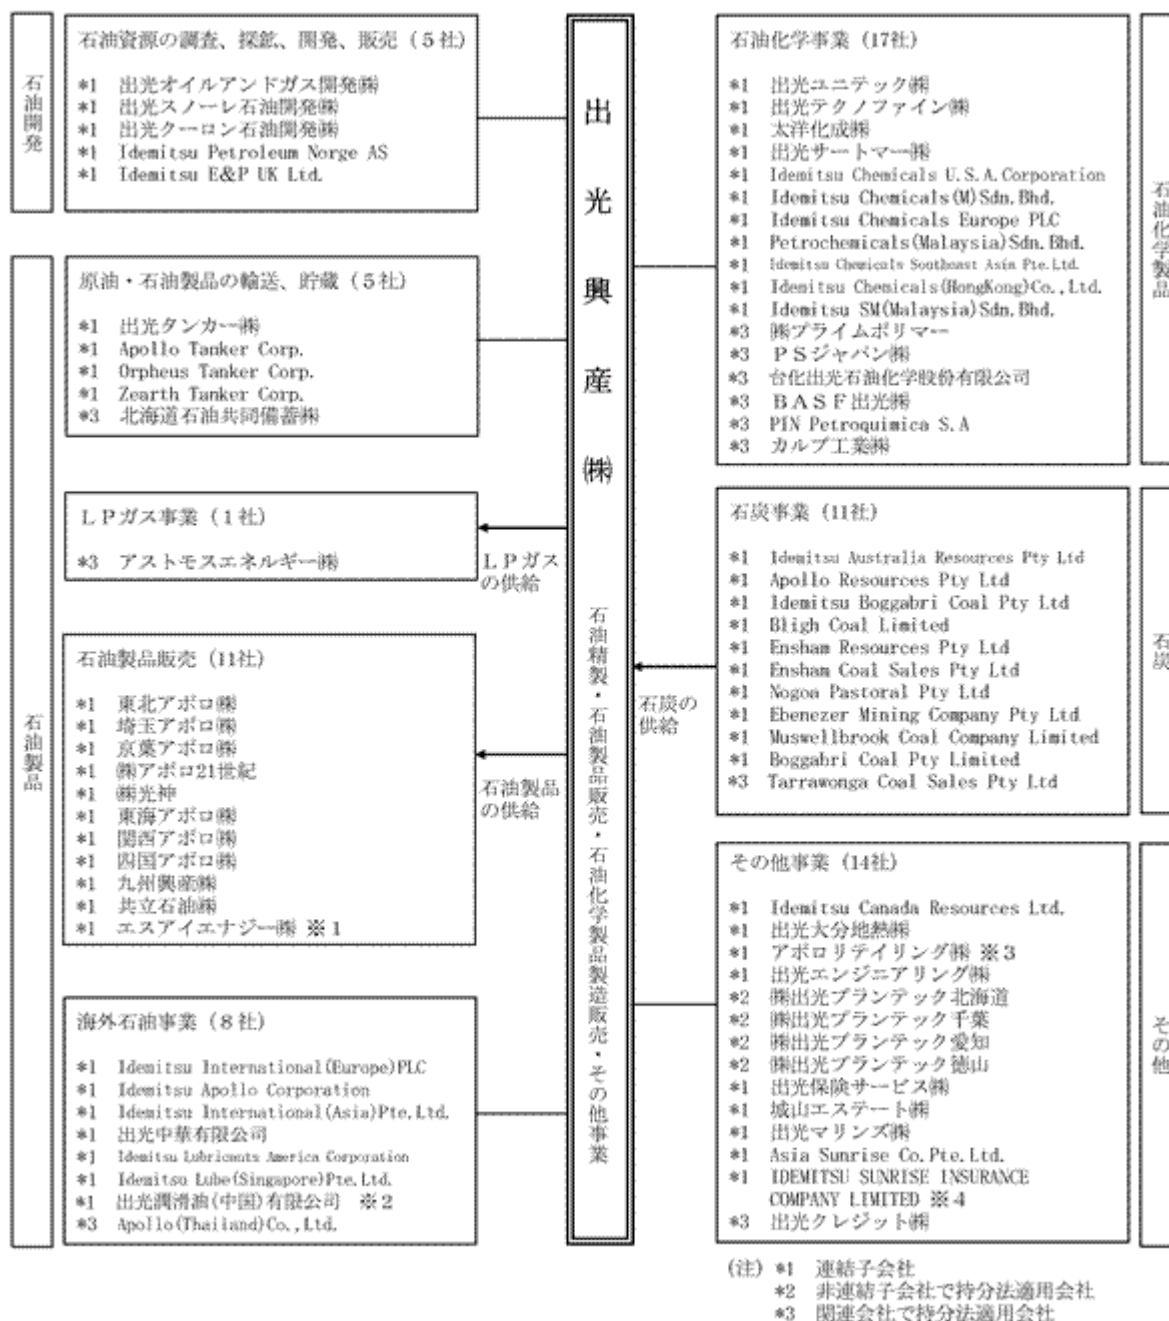 石油開発
石油資源の調査、探鉱、開発、販売(5社)
*1 出光オイルアンドガス開発㈱
*1 出光スノーレ石油開発㈱
*1 出光クーロン石油開発㈱
*1 Idemitsu Petroleum Norge AS
*1 Idemitsu E&P UK Ltd.
石油製品
原油・石油製品の輸送、貯蔵(5社)
*1 出光タンカー㈱
*1 Apollo Tanker Corp.
*1 Orpheus Tanker Corp.
*1 Zearth Tanker Corp.
*3 北海道石油共同備蓄㈱
LPガス事業(1社)
*3 アストモスエネルギー㈱
石油製品販売(11社)
*1 東北アポロ㈱
*1 埼玉アポロ㈱
*1 京葉アポロ㈱
*1 ㈱アポロ21世紀
*1 ㈱光神
*1 東海アポロ㈱
*1 関西アポロ㈱
*1 四国アポロ㈱
*1 九州興産㈱
*1 共立石油㈱
*1 エスアイエナジー㈱ ※1
海外石油事業(8社)
*1 Idemitsu International(Europe)PLC
*1 Idemitsu Apollo Corporation
*1 Idemitsu International(Asia)Pte.Ltd.
*1 出光中華有限公司
*1 Idemitsu Lubricants America Corporation
*1 Idemitsu Lube(Singapore)Pte.Ltd.
*1 出光潤滑油(中国)有限公司 ※2
*3 Apollo(Thailand)Co.,Ltd.
出光興産㈱
石油精製・石油製品販売・石油化学製品製造販売・その他事業
LPガス
の供給
石油製品
の供給
石炭の
供給
石油化学事業(17社)
*1 出光ユニテック㈱
*1 出光テクノファイン㈱
*1 太洋化成㈱
*1 出光サートマー㈱
*1 Idemitsu Chemicals U.S.A.Corporation
*1 Idemitsu Chemicals(M)Sdn.Bhd.
*1 Idemitsu Chemicals Europe PLC
*1 Petrochemicals(Malaysia)Sdn.Bhd.
*1 Idemitsu Chemicals Southeast Asia Pte.Ltd.
*1 Idemitsu Chemicals(HongKong)Co.,Ltd.
*1 Idemitsu SM(Malaysia)Sdn.Bhd.
*3 ㈱プライムポリマー
*3 PSジャパン㈱
*3 台化出光石油化学股份有限公司
*3 BASF出光㈱
*3 PIN Petroquimica S.A
*3 カルプ工業㈱
石油化学製品
石炭事業(11社)
*1 Idemitsu Australia Resources Pty Ltd
*1 Apollo Resources Pty Ltd
*1 Idemitsu Boggabri Coal Pty Ltd
*1 Bligh Coal Limited
*1 Ensham Resources Pty Ltd
*1 Ensham Coal Sales Pty Ltd
*1 Nogoa Pastoral Pty Ltd
*1 Ebenezer Mining Company Pty Ltd
*1 Muswellbrook Coal Company Limited
*1 Boggabri Coal Pty Limited
*3 Tarrawonga Coal Sales Pty Ltd
石炭
その他事業(14社)
*1 Idemitsu Canada Resources Ltd.
*1 出光大分地熱㈱
*1 アポロリテイリング㈱ ※3
*1 出光エンジニアリング㈱
*2 ㈱出光プランテック北海道
*2 ㈱出光プランテック千葉
*2 ㈱出光プランテック愛知
*2 ㈱出光プランテック徳山
*1 出光保険サービス㈱
*1 城山エステート㈱
*1 出光マリンズ㈱
*1 Asia Sunrise Co.Pte.Ltd.
*1 IDEMITSU SUNRISE INSURANCE
COMPANY LIMITED ※4
*3 出光クレジット㈱
その他
(注) *1 連結子会社
*2 非連結子会社で持分法適用会社
*3 関連会社で持分法適用会社